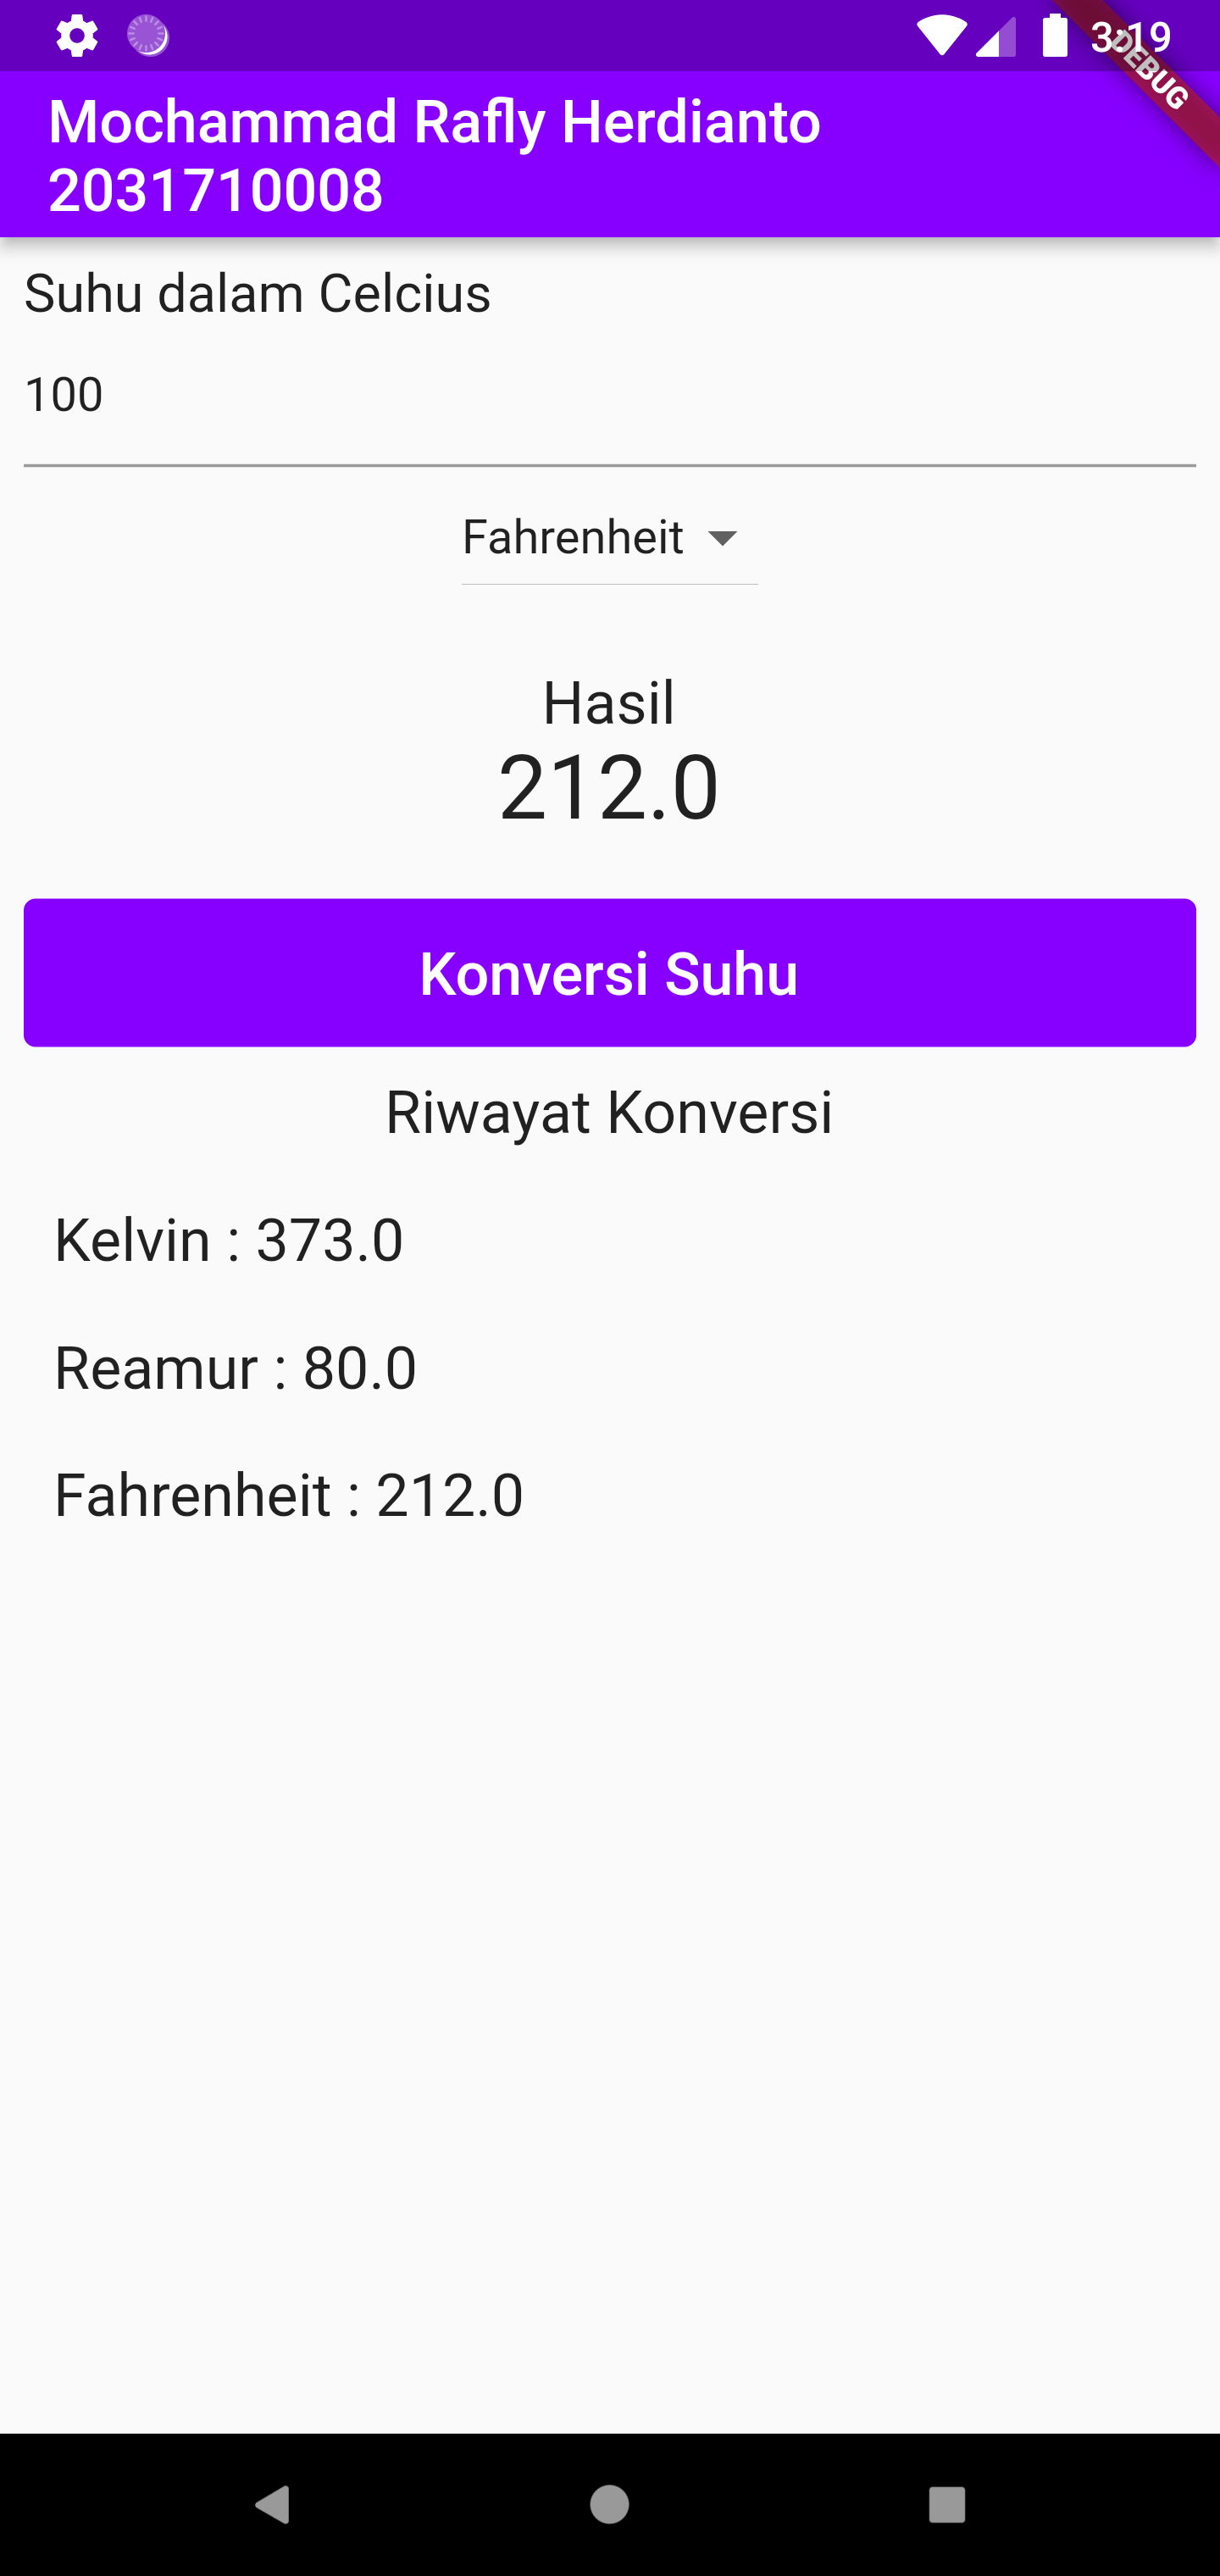 3:19
DEBUG
Mochammad Rafly Herdianto
2031710008
Suhu dalam Celcius
100
Fahrenheit
Hasil
212.0
Konversi Suhu
Riwayat Konversi
Kelvin : 373.0
Reamur : 80.0
Fahrenheit : 212.0